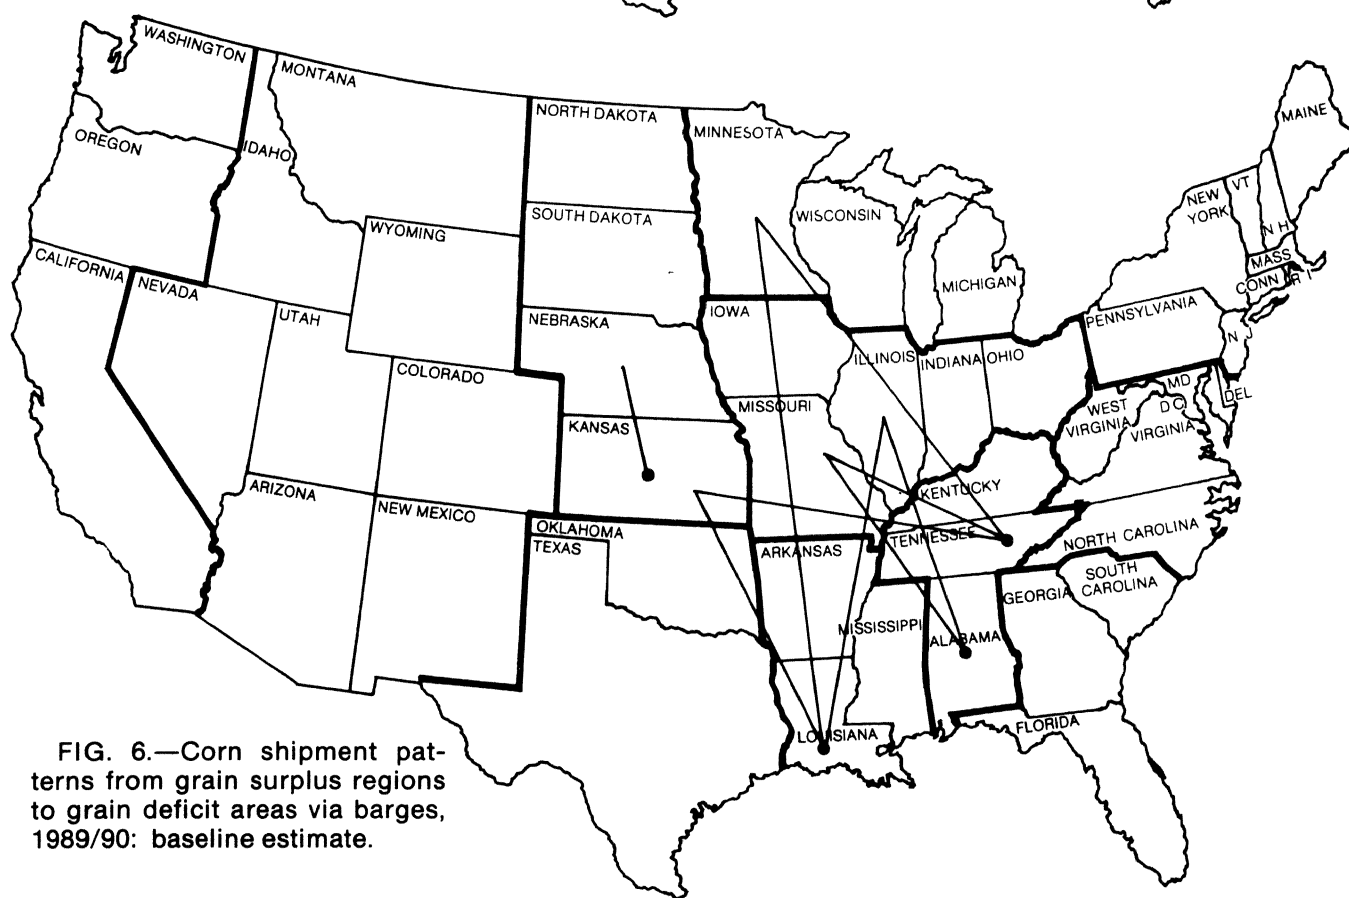 WASHINGTON
MONTANA
NORTH DAKOTA
MINNESOTA
MAINE
OREGON
IDAHO
VT
NEW
YORK
WISCONSIN
SOUTH DAKOTA
WYOMING
N H
CALIFORNIA
NEVADA
MICHIGAN
MASS
CONN
R I
UTAH
NEBRASKA
IOWA
PENNSYLVANIA
N J
COLORADO
ILLINOIS
INDIANA
OHIO
MD
DEL
D C
WEST
VIRGINIA
VIRGINIA
KANSAS
MISSOURI
ARIZONA
NEW MEXICO
KENTUCKY
OKLAHOMA
TEXAS
ARKANSAS
TENNESSEE
NORTH CAROLINA
SOUTH
CAROLINA
GEORGIA
MISSISSIPPI
ALABAMA
LOUISIANA
FLORIDA
FIG. 6.—Corn shipment pat-
terns from grain surplus regions
to grain deficit areas via barges,
1989/90: baseline estimate.